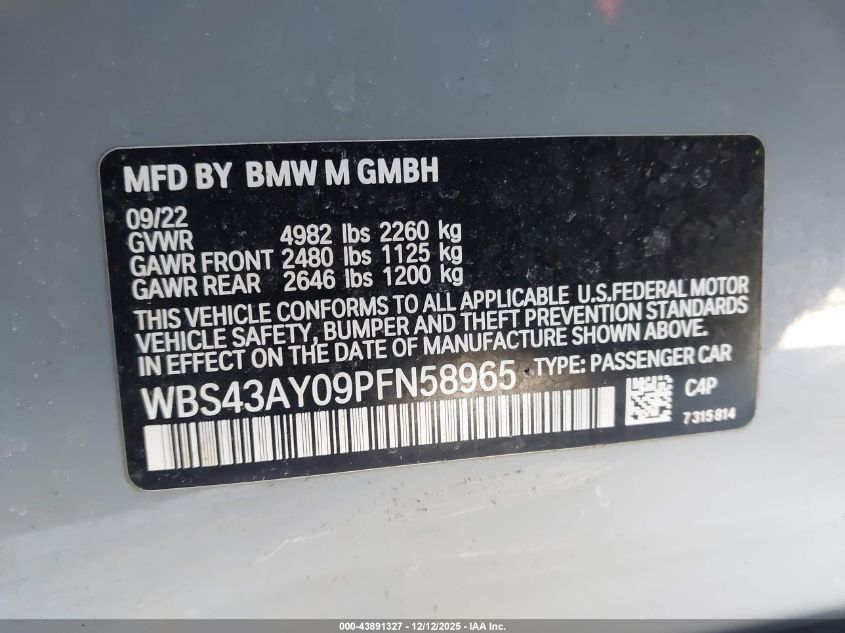 MFD BY BMW M GMBH
09/22
GVWR 4982 lbs 2260 kg
GAWR FRONT 2480 lbs 1125 kg
GAWR REAR 2646 lbs 1200 kg
THIS VEHICLE CONFORMS TO ALL APPLICABLE U.S.FEDERAL MOTOR
VEHICLE SAFETY, BUMPER AND THEFT PREVENTION STANDARDS
IN EFFECT ON THE DATE OF MANUFACTURE SHOWN ABOVE.
WBS43AY09PFN58965 TYPE: PASSENGER CAR
C4P
7315814
000-43891327 - 12/12/2025 - IAA Inc.